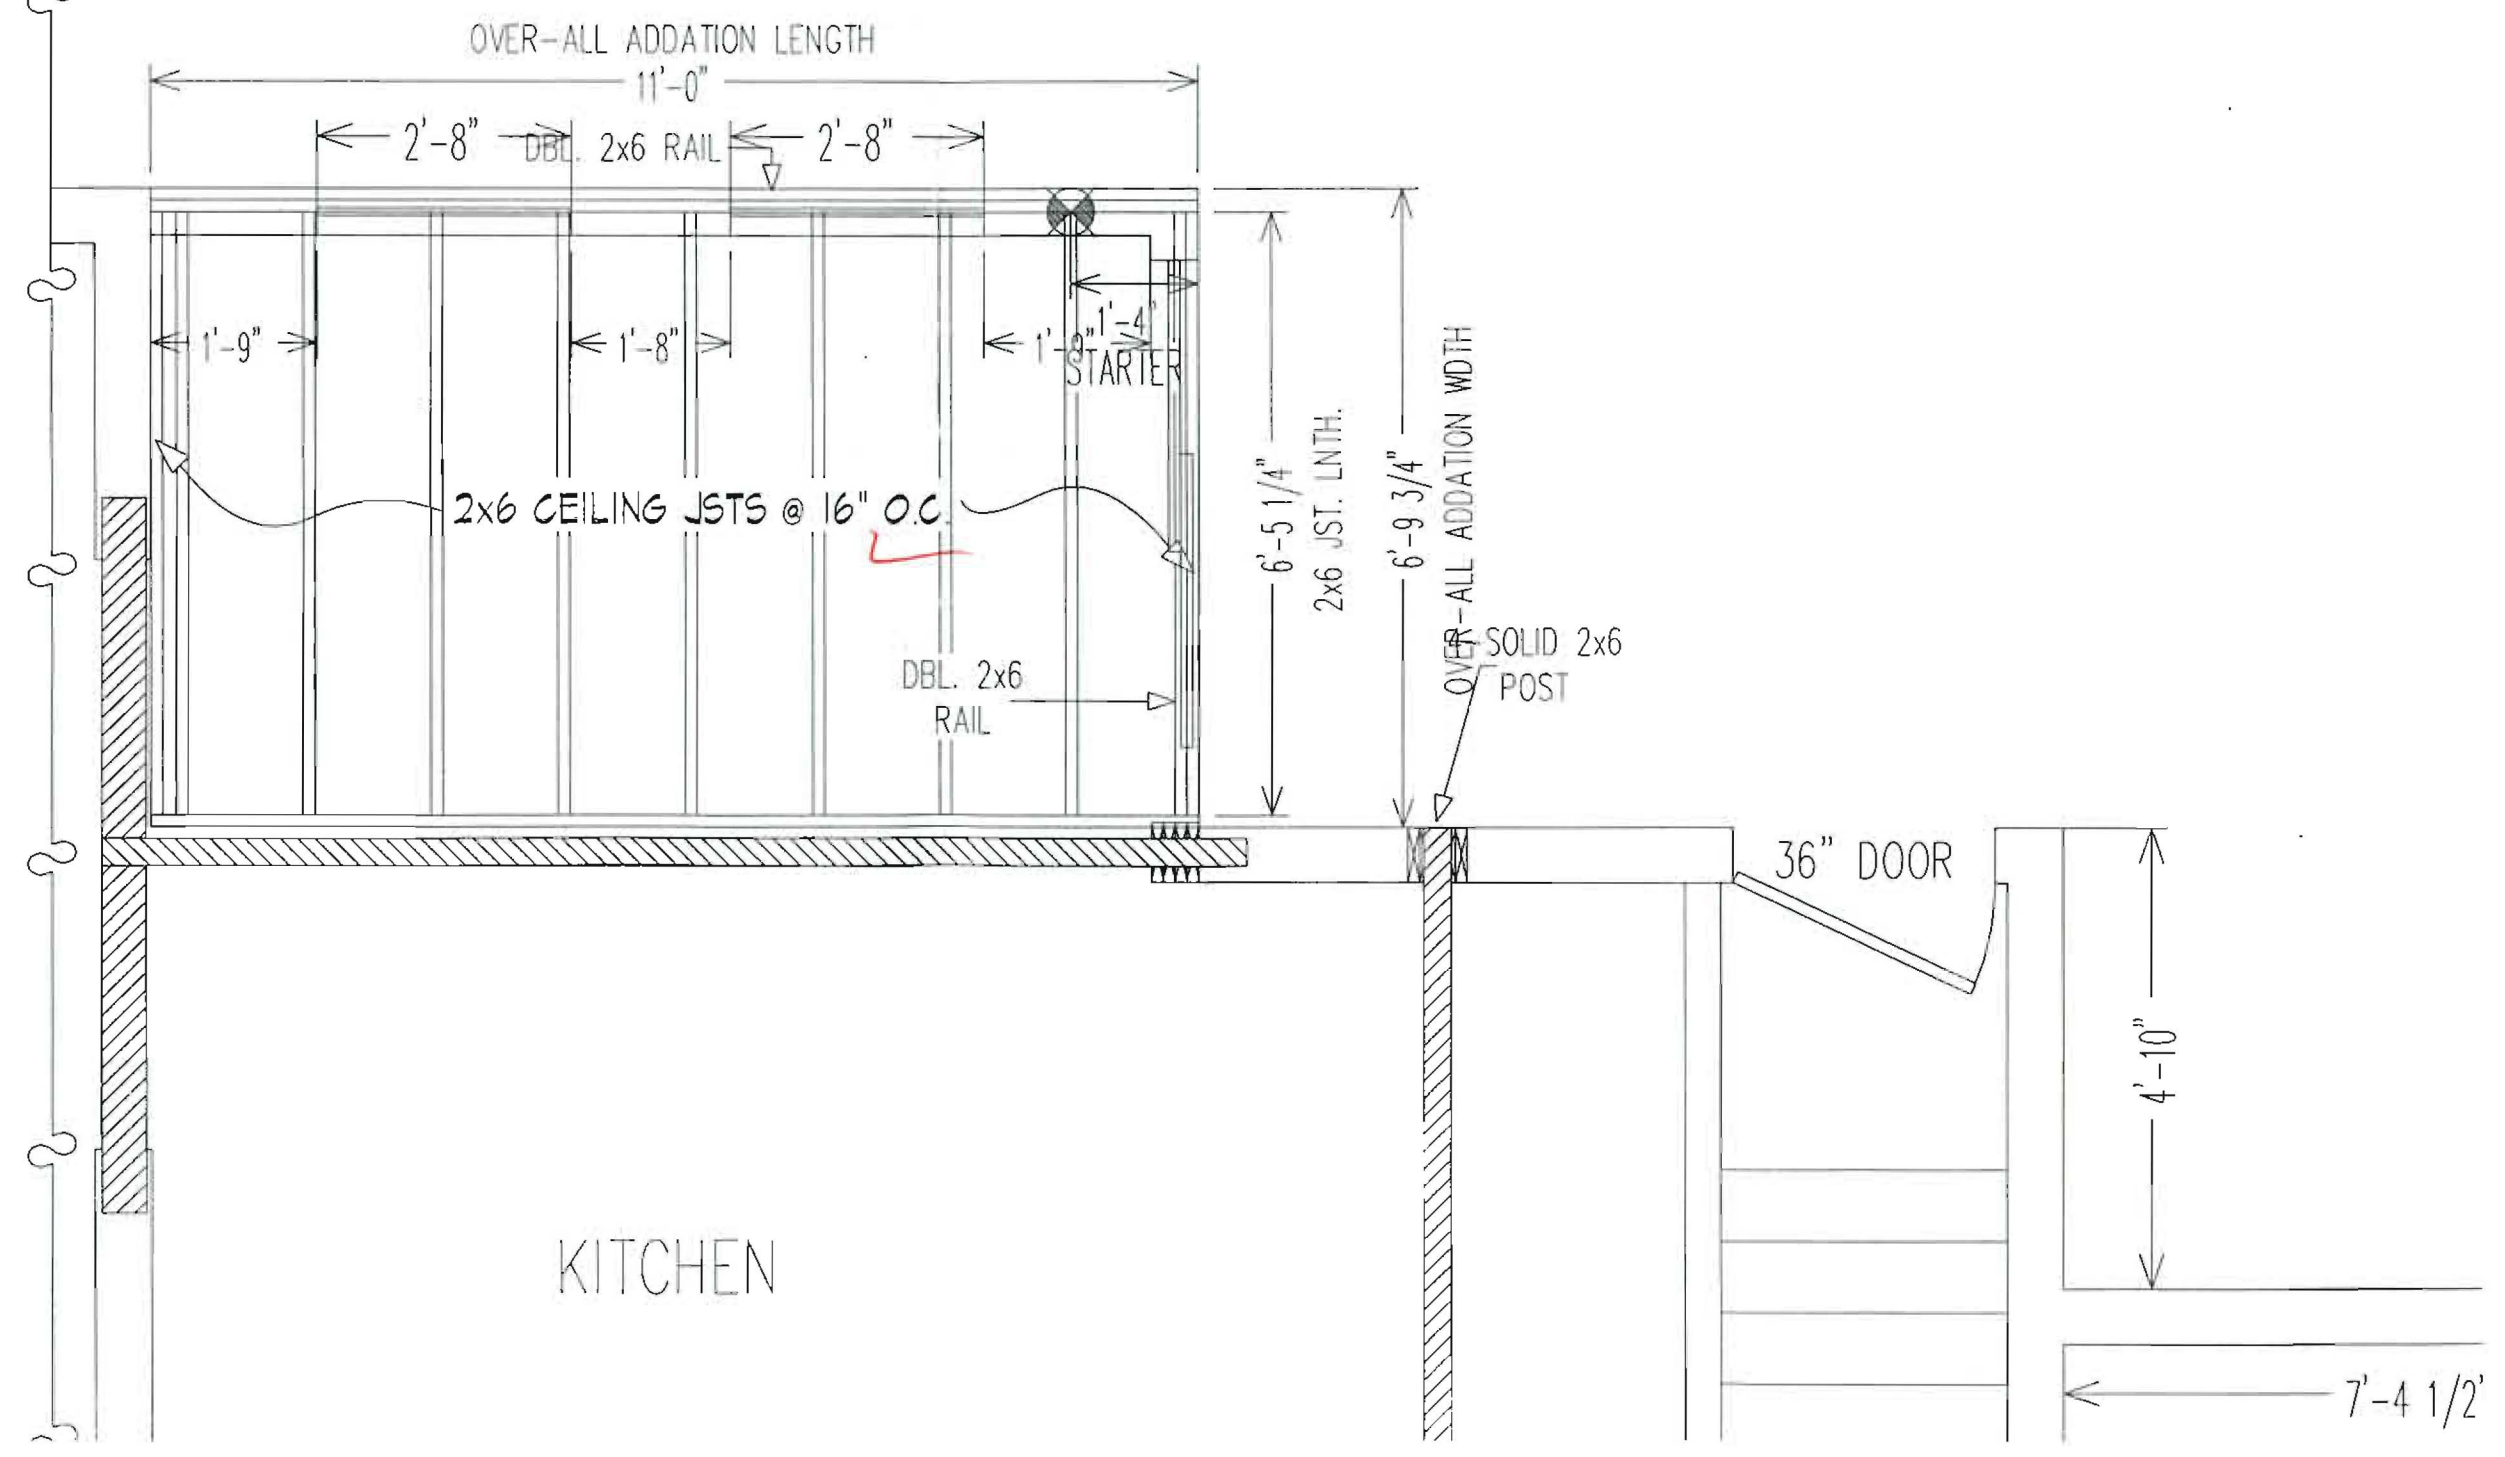 OVER-ALL ADDATION LENGTH
11'-0"
2'-8"
DBL. 2x6 RAIL
2'-8"
1'-9"
1'-8"
1'-4"
STARTER
2x6 CEILING JSTS @ 16" O.C.
6'-5 1/4"
2x6 JST. LNTH.
6'-9 3/4"
OVER-ALL ADDATION WDTH
SOLID 2x6
POST
DBL. 2x6
RAIL
36" DOOR
4'-10"
KITCHEN
7'-4 1/2'